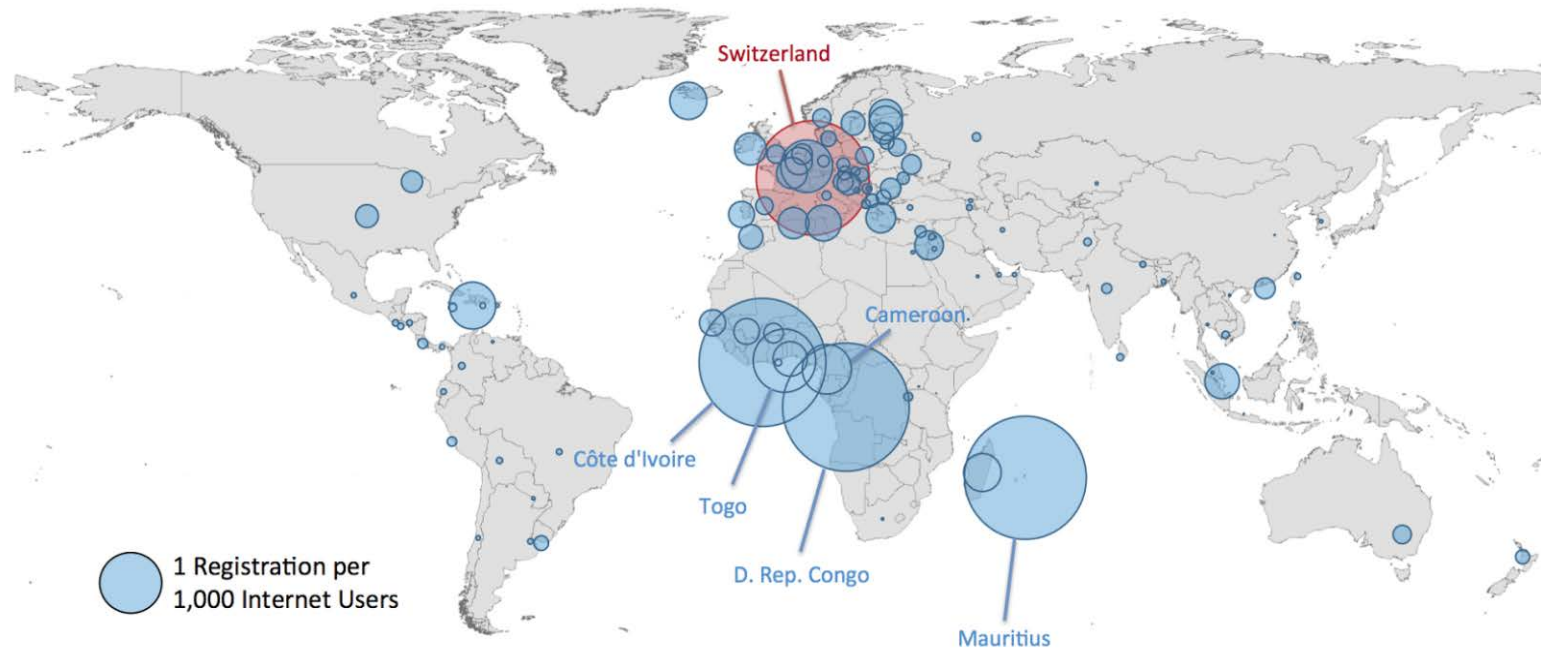 Switzerland
Cameroon
Côte d'Ivoire
Togo
D. Rep. Congo
1 Registration per
1,000 Internet Users
Mauritius